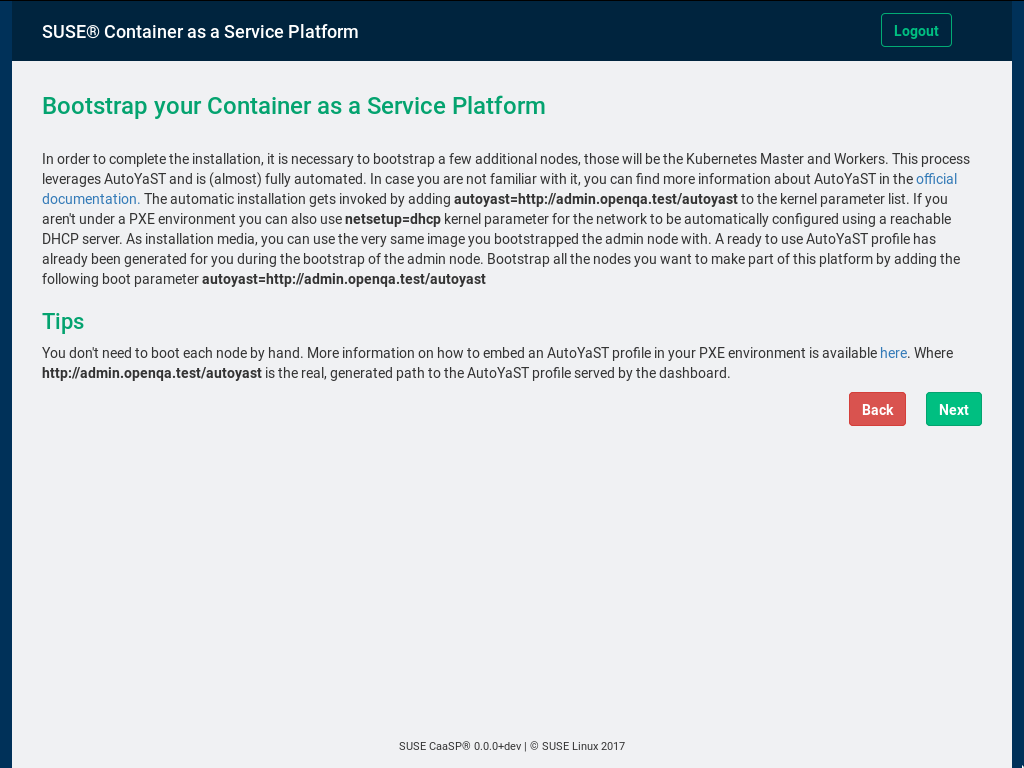 SUSE® Container as a Service Platform
Logout
Bootstrap your Container as a Service Platform
In order to complete the installation, it is necessary to bootstrap a few additional nodes, those will be the Kubernetes Master and Workers. This process
leverages AutoYaST and is (almost) fully automated. In case you are not familiar with it, you can find more information about AutoYaST in the official
documentation. The automatic installation gets invoked by adding autoyast=http://admin.openqa.test/autoyast to the kernel parameter list. If you
aren't under a PXE environment you can also use netsetup=dhcp kernel parameter for the network to be automatically configured using a reachable
DHCP server. As installation media, you can use the very same image you bootstrapped the admin node with. A ready to use AutoYaST profile has
already been generated for you during the bootstrap of the admin node. Bootstrap all the nodes you want to make part of this platform by adding the
following boot parameter autoyast=http://admin.openqa.test/autoyast
Tips
You don't need to boot each node by hand. More information on how to embed an AutoYaST profile in your PXE environment is available here. Where
http://admin.openqa.test/autoyast is the real, generated path to the AutoYaST profile served by the dashboard.
Back
Next
SUSE CaaSP® 0.0.0+dev | © SUSE Linux 2017